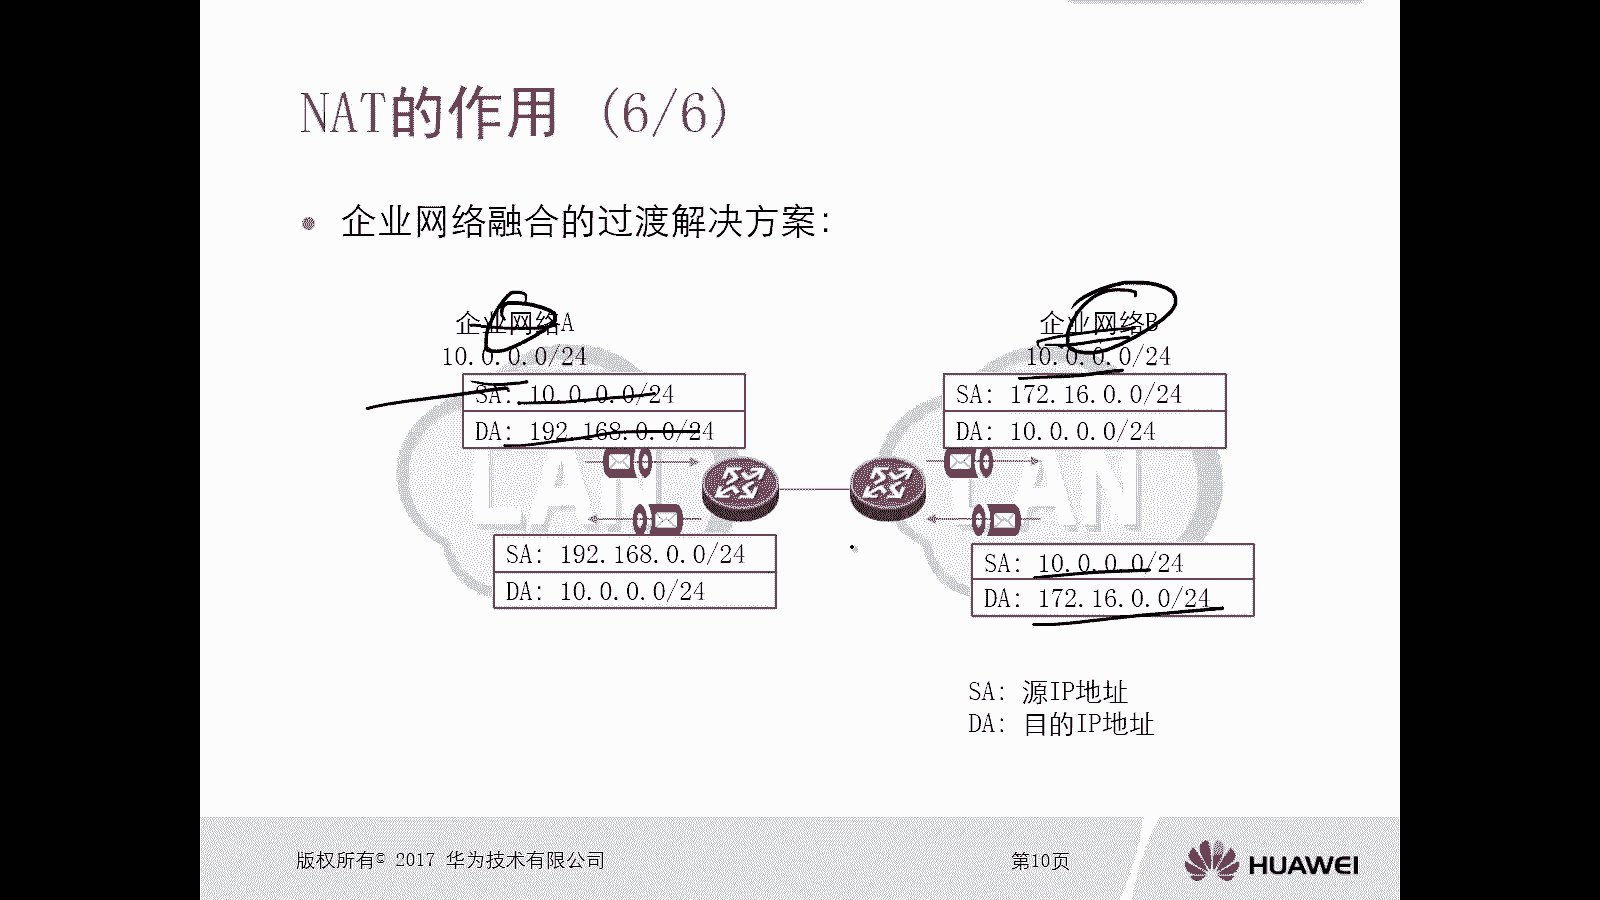 NAT的作用 (6/6)
企业网络融合的过渡解决方案:
企业网络A
10.0.0.0/24
SA: 10.0.0.0/24
DA: 192.168.0.0/24
企业网络B
10.0.0.0/24
SA: 172.16.0.0/24
DA: 10.0.0.0/24
LAN
LAN
SA: 192.168.0.0/24
DA: 10.0.0.0/24
SA: 10.0.0.0/24
DA: 172.16.0.0/24
SA: 源IP地址
DA: 目的IP地址
版权所有© 2017 华为技术有限公司
第10页
HUAWEI